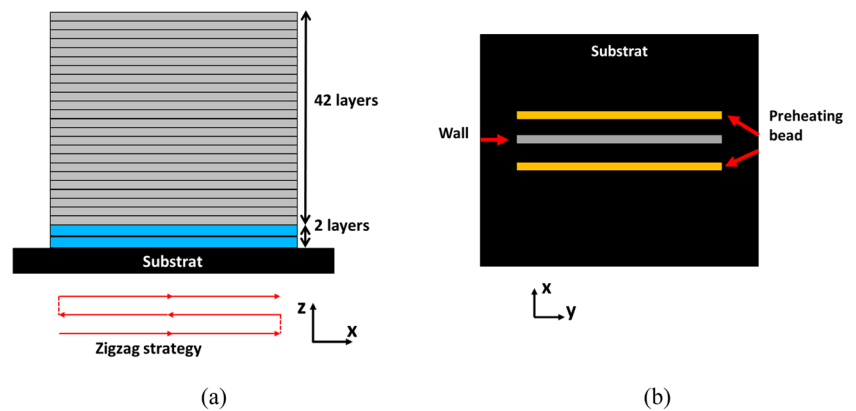 42 layers
2 layers
Substrat
Zigzag strategy
z
x
(a)
Substrat
Wall
Preheating
bead
x
y
(b)